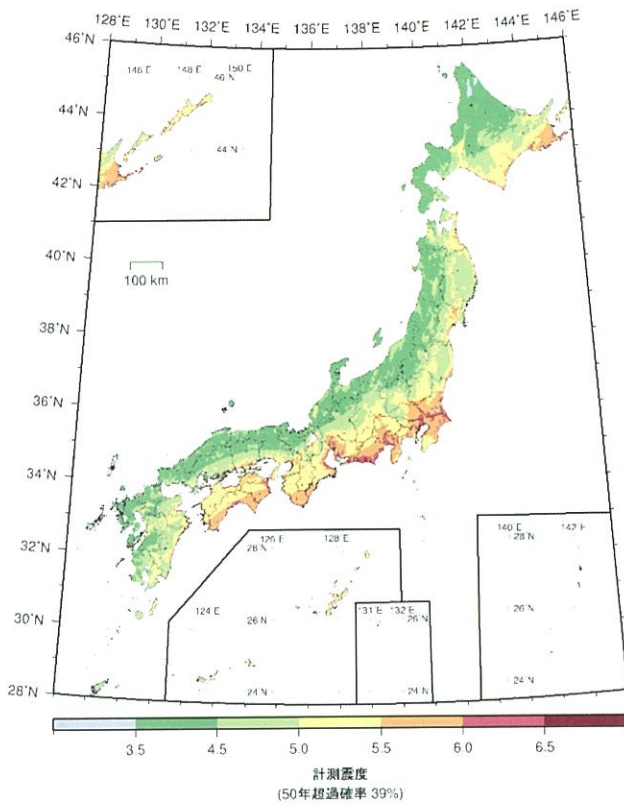 128˚E 130˚E 132˚E 134˚E 136˚E 138˚E 140˚E 142˚E 144˚E 146˚E
46˚N
146 E 148 E 150 E
46 N
44˚N
44 N
42˚N
40˚N
100 km
38˚N
36˚N
34˚N
126 E 128 E
140 E 142 E
28 N
28 N
32˚N
124 E
131 E 132 E
30˚N
26 N
26 N
26 N
28˚N
24 N
24 N
24 N
3.5 4.5 5.0 5.5 6.0 6.5
計測震度
(50年超過確率 39%)